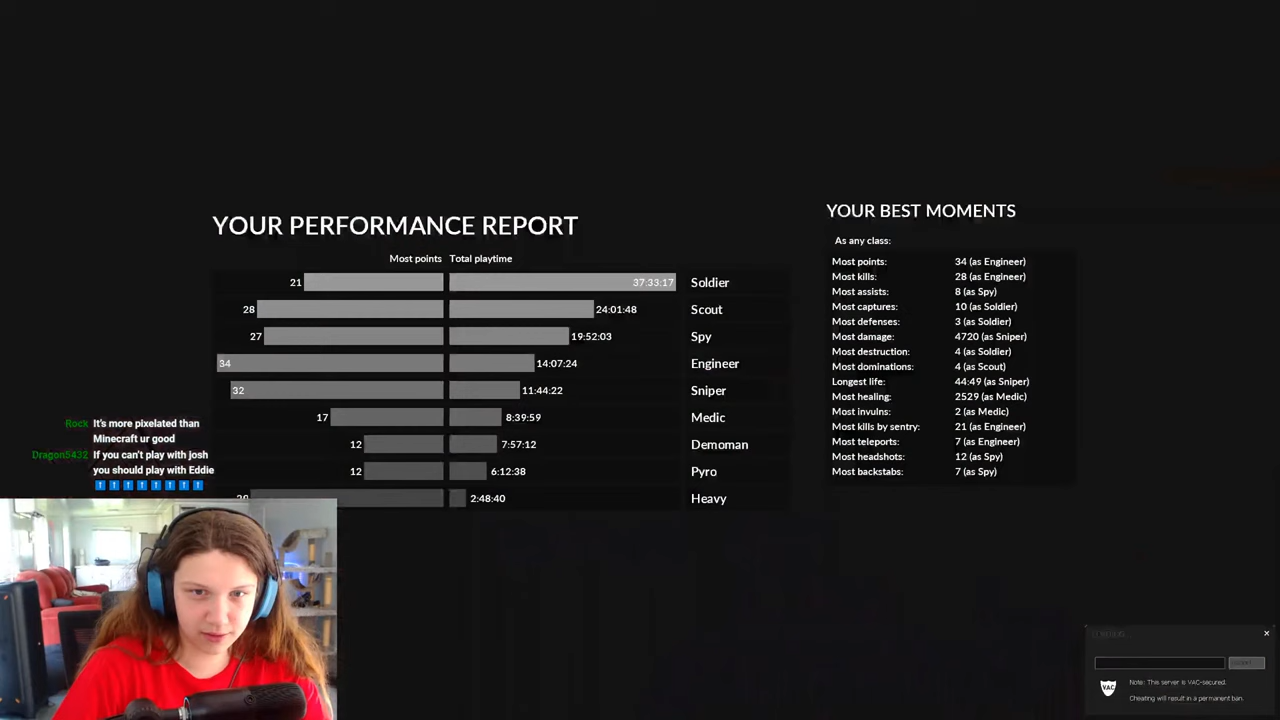 YOUR PERFORMANCE REPORT
Most points Total playtime
21 37:33:17 Soldier
28 24:01:48 Scout
27 19:52:03 Spy
34 14:07:24 Engineer
32 11:44:22 Sniper
17 8:39:59 Medic
12 7:57:12 Demoman
12 6:12:38 Pyro
2:48:40 Heavy
YOUR BEST MOMENTS
As any class:
Most points: 34 (as Engineer)
Most kills: 28 (as Engineer)
Most assists: 8 (as Spy)
Most captures: 10 (as Soldier)
Most defenses: 3 (as Soldier)
Most damage: 4720 (as Sniper)
Most destruction: 4 (as Soldier)
Most dominations: 4 (as Scout)
Longest life: 44:49 (as Sniper)
Most healing: 2529 (as Medic)
Most invulns: 2 (as Medic)
Most kills by sentry: 21 (as Engineer)
Most teleports: 7 (as Engineer)
Most headshots: 12 (as Spy)
Most backstabs: 7 (as Spy)
Rock It's more pixelated than
Minecraft ur good
Dragon5432 If you can't play with josh
you should play with Eddie
VAC
Note: This server is VAC-secured.
Cheating will result in a permanent ban.